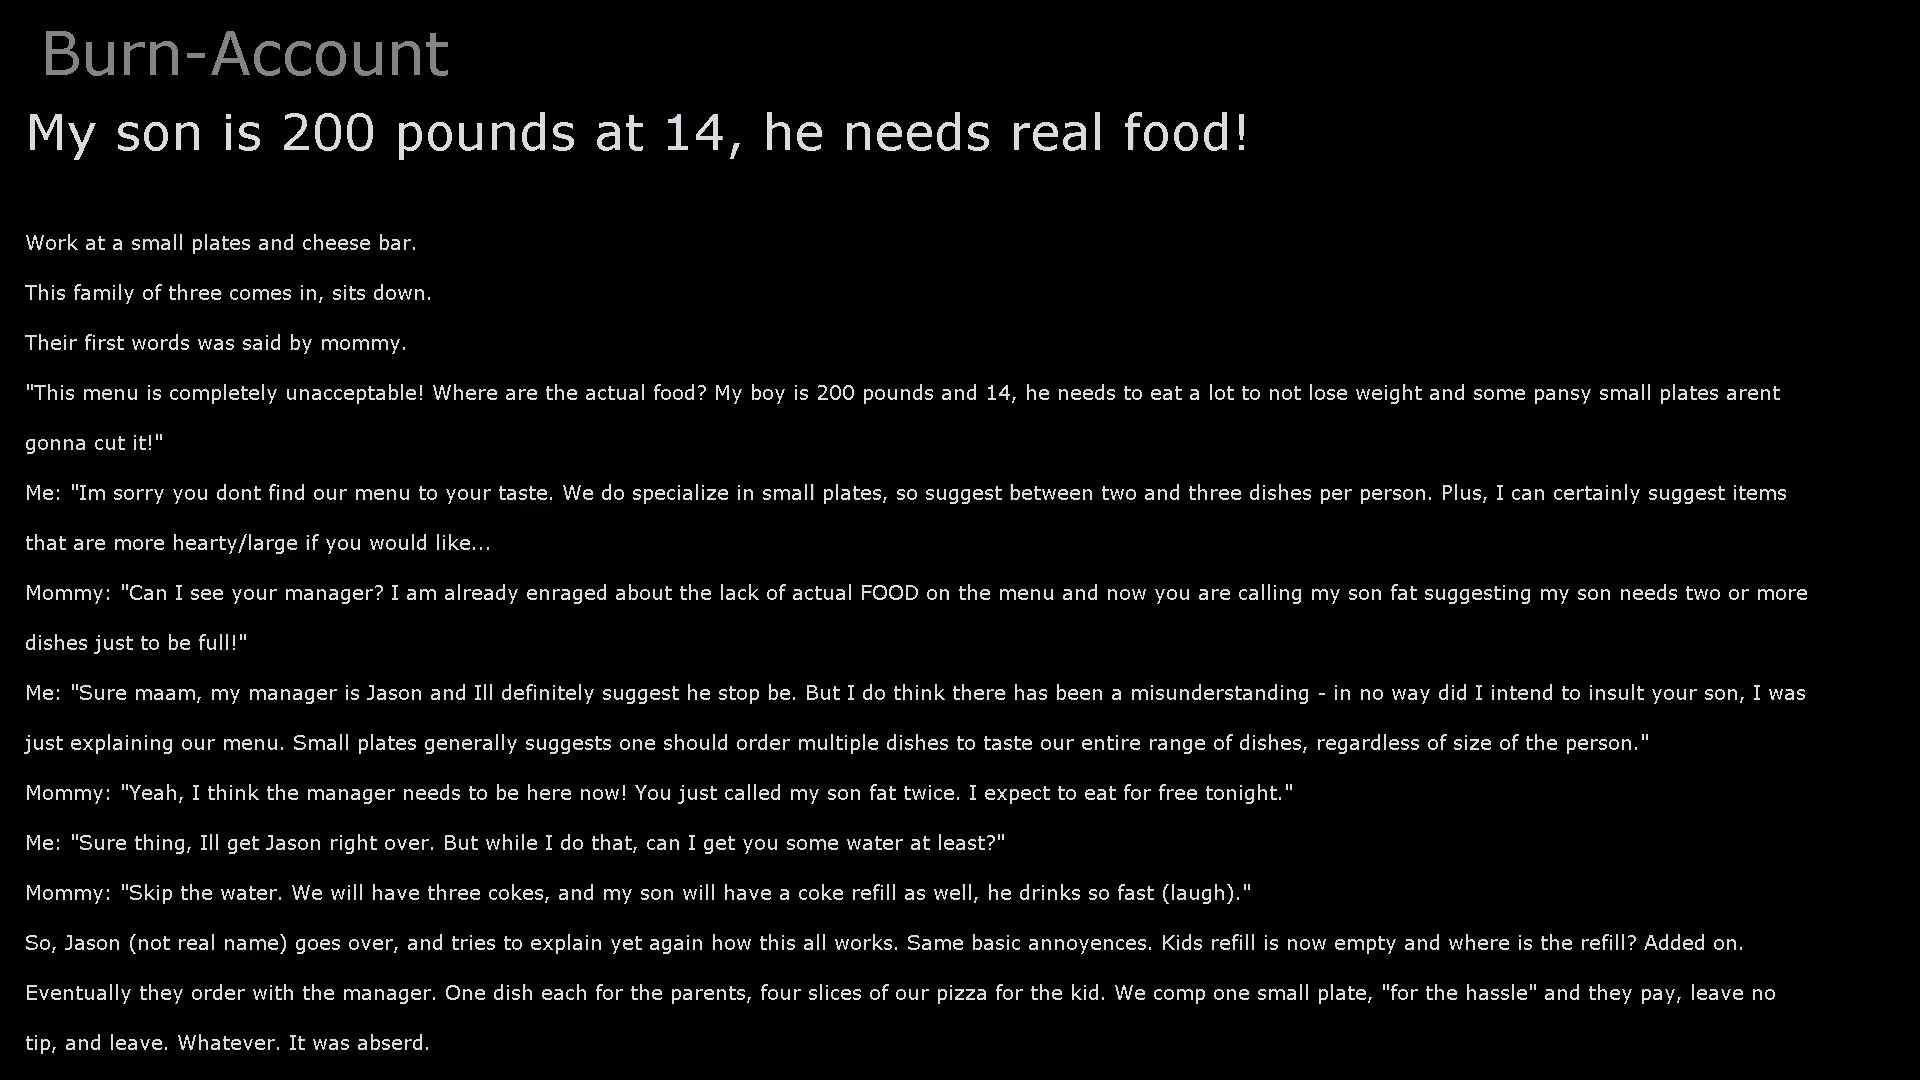 Burn-Account
My son is 200 pounds at 14, he needs real food!
Work at a small plates and cheese bar.
This family of three comes in, sits down.
Their first words was said by mommy.
"This menu is completely unacceptable! Where are the actual food? My boy is 200 pounds and 14, he needs to eat a lot to not lose weight and some pansy small plates arent
gonna cut it!"
Me: "Im sorry you dont find our menu to your taste. We do specialize in small plates, so suggest between two and three dishes per person. Plus, I can certainly suggest items
that are more hearty/large if you would like...
Mommy: "Can I see your manager? I am already enraged about the lack of actual FOOD on the menu and now you are calling my son fat suggesting my son needs two or more
dishes just to be full!"
Me: "Sure maam, my manager is Jason and Ill definitely suggest he stop be. But I do think there has been a misunderstanding - in no way did I intend to insult your son, I was
just explaining our menu. Small plates generally suggests one should order multiple dishes to taste our entire range of dishes, regardless of size of the person."
Mommy: "Yeah, I think the manager needs to be here now! You just called my son fat twice. I expect to eat for free tonight."
Me: "Sure thing, Ill get Jason right over. But while I do that, can I get you some water at least?"
Mommy: "Skip the water. We will have three cokes, and my son will have a coke refill as well, he drinks so fast (laugh)."
So, Jason (not real name) goes over, and tries to explain yet again how this all works. Same basic annoyences. Kids refill is now empty and where is the refill? Added on.
Eventually they order with the manager. One dish each for the parents, four slices of our pizza for the kid. We comp one small plate, "for the hassle" and they pay, leave no
tip, and leave. Whatever. It was abserd.